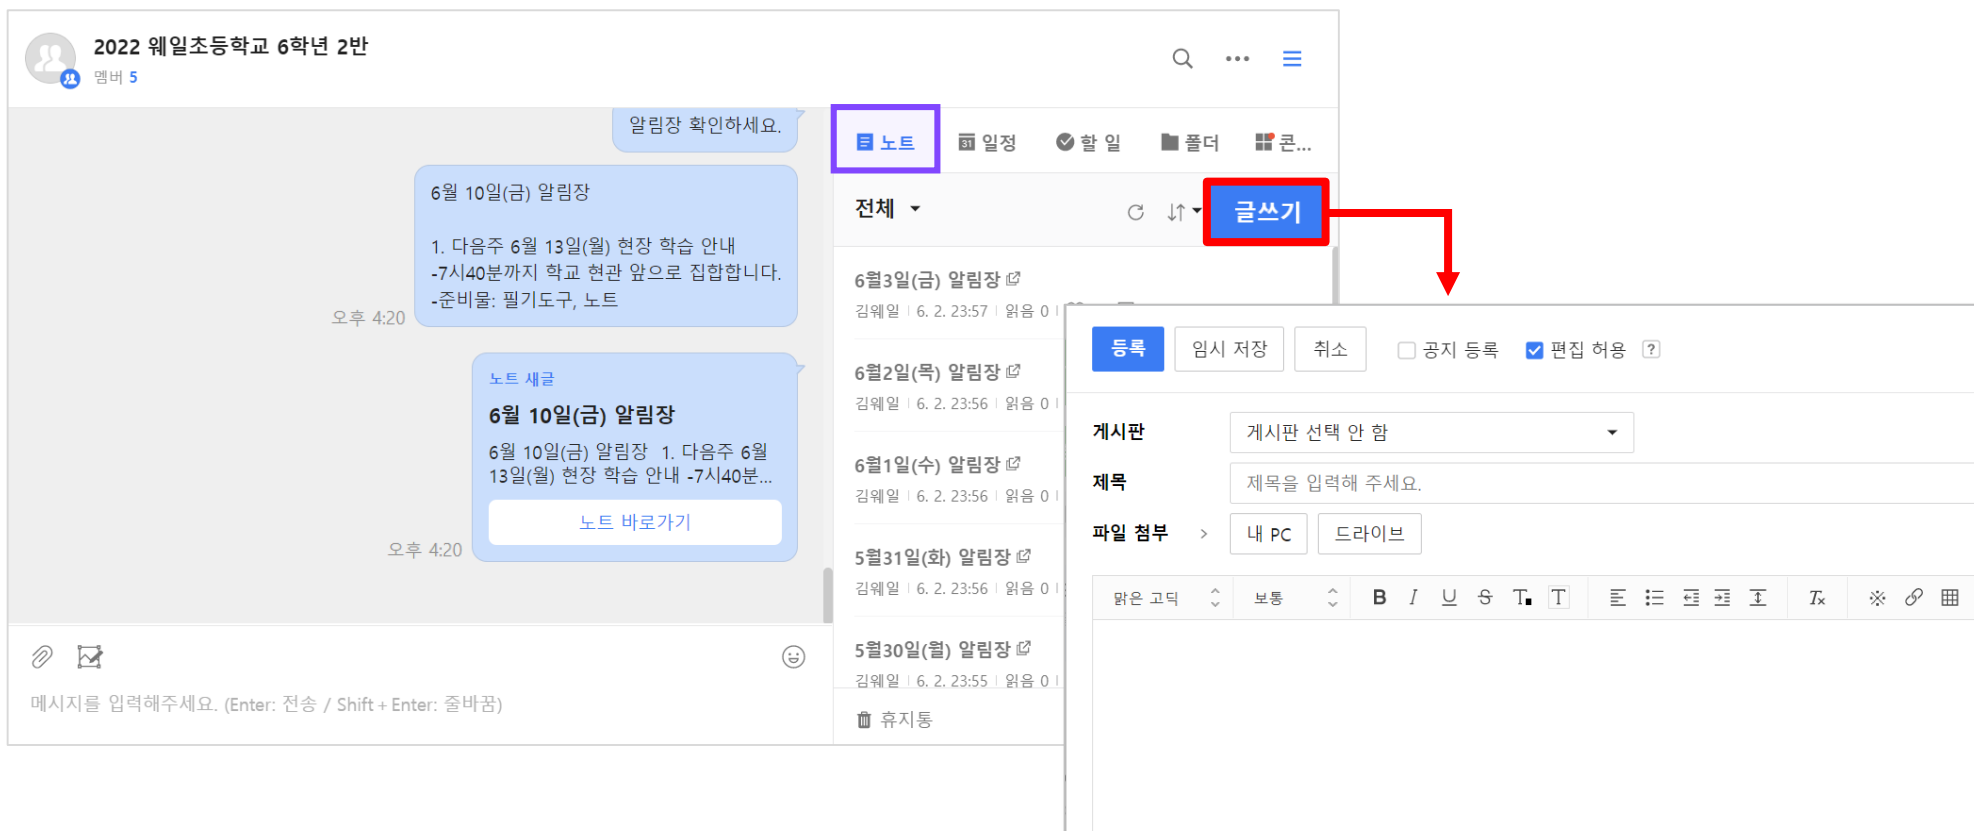 2022 웨일초등학교 6학년 2반
멤버 5
알림장 확인하세요.
6월 10일(금) 알림장
1. 다음주 6월 13일(월) 현장 학습 안내
-7시40분까지 학교 현관 앞으로 집합합니다.
-준비물: 필기도구, 노트
오후 4:20
노트 새글
6월 10일(금) 알림장
6월 10일(금) 알림장 1. 다음주 6월
13일(월) 현장 학습 안내 -7시40분...
노트 바로가기
오후 4:20
메시지를 입력해주세요. (Enter: 전송 / Shift + Enter: 줄바꿈)
노트 31 일정 할 일 폴더 콘...
전체 글쓰기
6월3일(금) 알림장
김웨일 6. 2. 23:57 읽음 0
6월2일(목) 알림장
김웨일 6. 2. 23:56 읽음 0
6월1일(수) 알림장
김웨일 6. 2. 23:56 읽음 0
5월31일(화) 알림장
김웨일 6. 2. 23:56 읽음 0
5월30일(월) 알림장
김웨일 6. 2. 23:55 읽음 0
휴지통
등록 임시 저장 취소 공지 등록 편집 허용 ?
게시판 게시판 선택 안 함
제목 제목을 입력해 주세요.
파일 첨부 > 내 PC 드라이브
맑은 고딕 보통 B I U S T T Tx ※